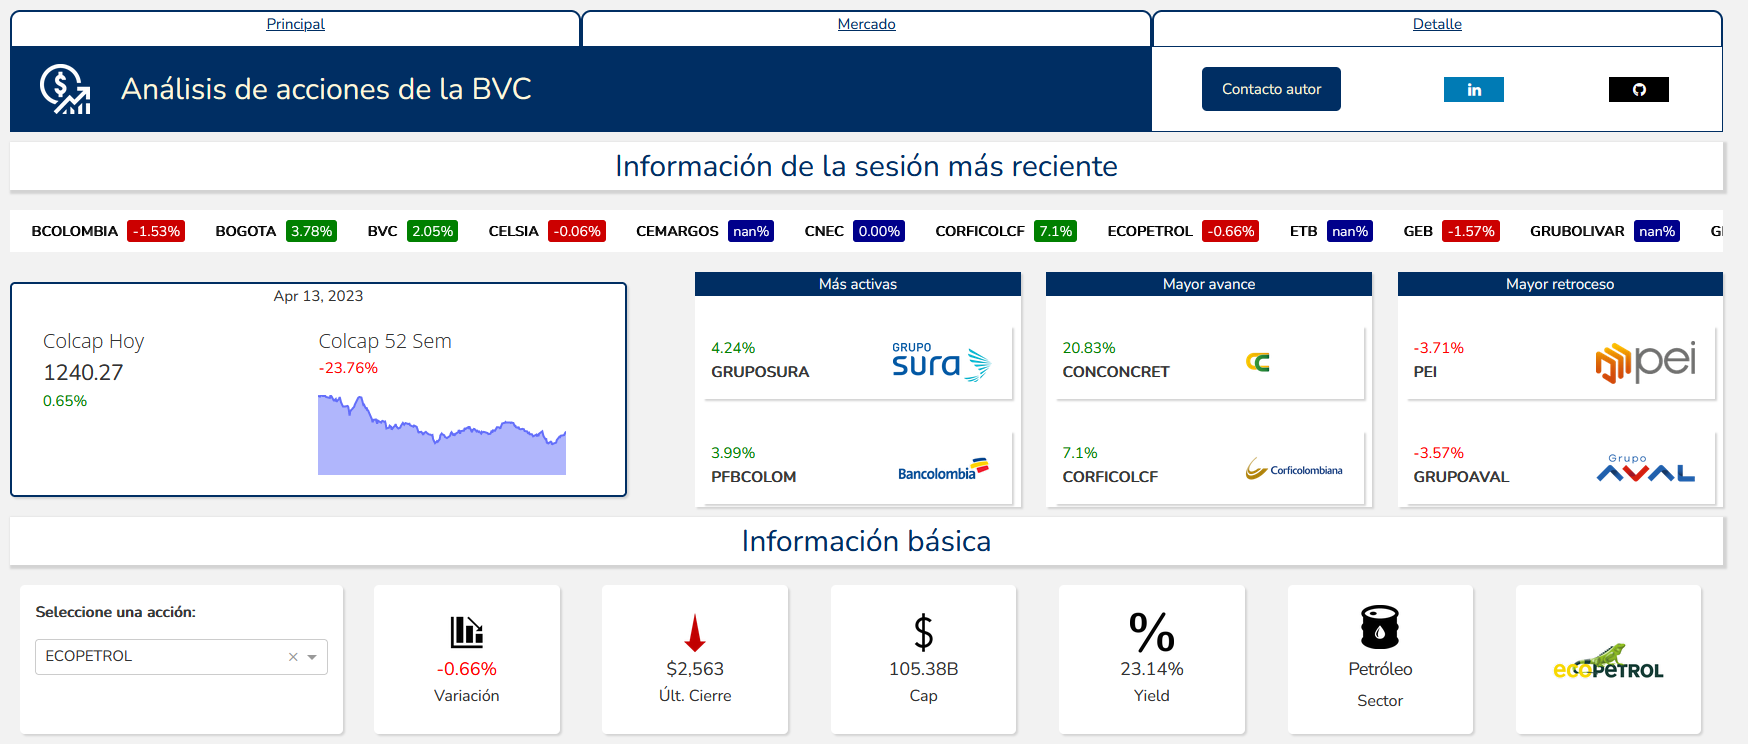 Principal
Mercado
Detalle
Análisis de acciones de la BVC
Contacto autor
in
Información de la sesión más reciente
BCOLOMBIA -1.53% BOGOTA 3.78% BVC 2.05% CELSIA -0.06% CEMARGOS nan% CNEC 0.00% CORFICOLCF 7.1% ECOPETROL -0.66% ETB nan% GEB -1.57% GRUBOLIVAR nan%
Apr 13, 2023
Colcap Hoy
1240.27
0.65%
Colcap 52 Sem
-23.76%
Más activas
4.24%
GRUPOSURA
GRUPO
sura
3.99%
PFBCOLOM
Bancolombia
Mayor avance
20.83%
CONCONCRET
7.1%
CORFICOLCF
Corficolombiana
Mayor retroceso
-3.71%
PEI
pei
-3.57%
GRUPOAVAL
Grupo
AVAL
Información básica
Seleccione una acción:
ECOPETROL
-0.66%
Variación
$2,563
Últ. Cierre
$
105.38B
Cap
%
23.14%
Yield
Petróleo
Sector
ecoPETROL